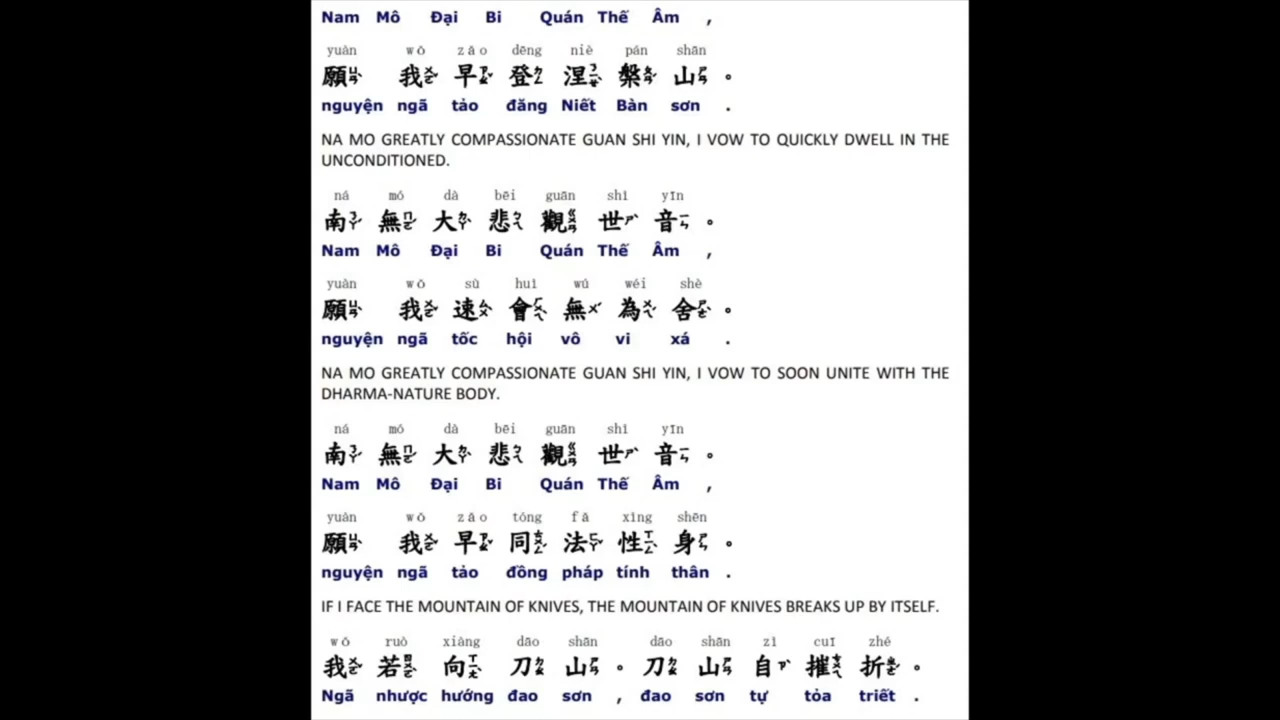 Nam Mô Đại Bi Quán Thế Âm ,
yuàn wǒ zǎo dēng niè pán shān
願我早登涅槃山。
nguyện ngã tảo đăng Niết Bàn sơn .
NA MO GREATLY COMPASSIONATE GUAN SHI YIN, I VOW TO QUICKLY DWELL IN THE
UNCONDITIONED.
ná mó dà bēi guān shì yīn
南無大悲觀世音。
Nam Mô Đại Bi Quán Thế Âm ,
yuàn wǒ sù huì wú wéi shè
願我速會無為舍。
nguyện ngã tốc hội vô vi xá .
NA MO GREATLY COMPASSIONATE GUAN SHI YIN, I VOW TO SOON UNITE WITH THE
DHARMA-NATURE BODY.
ná mó dà bēi guān shì yīn
南無大悲觀世音。
Nam Mô Đại Bi Quán Thế Âm ,
yuàn wǒ zǎo tóng fǎ xìng shēn
願我早同法性身。
nguyện ngã tảo đồng pháp tính thân .
IF I FACE THE MOUNTAIN OF KNIVES, THE MOUNTAIN OF KNIVES BREAKS UP BY ITSELF.
wǒ ruò xiàng dāo shān dāo shān zì cuī zhé
我若向刀山。刀山自摧折。
Ngã nhược hướng đao sơn , đao sơn tự tỏa triết .